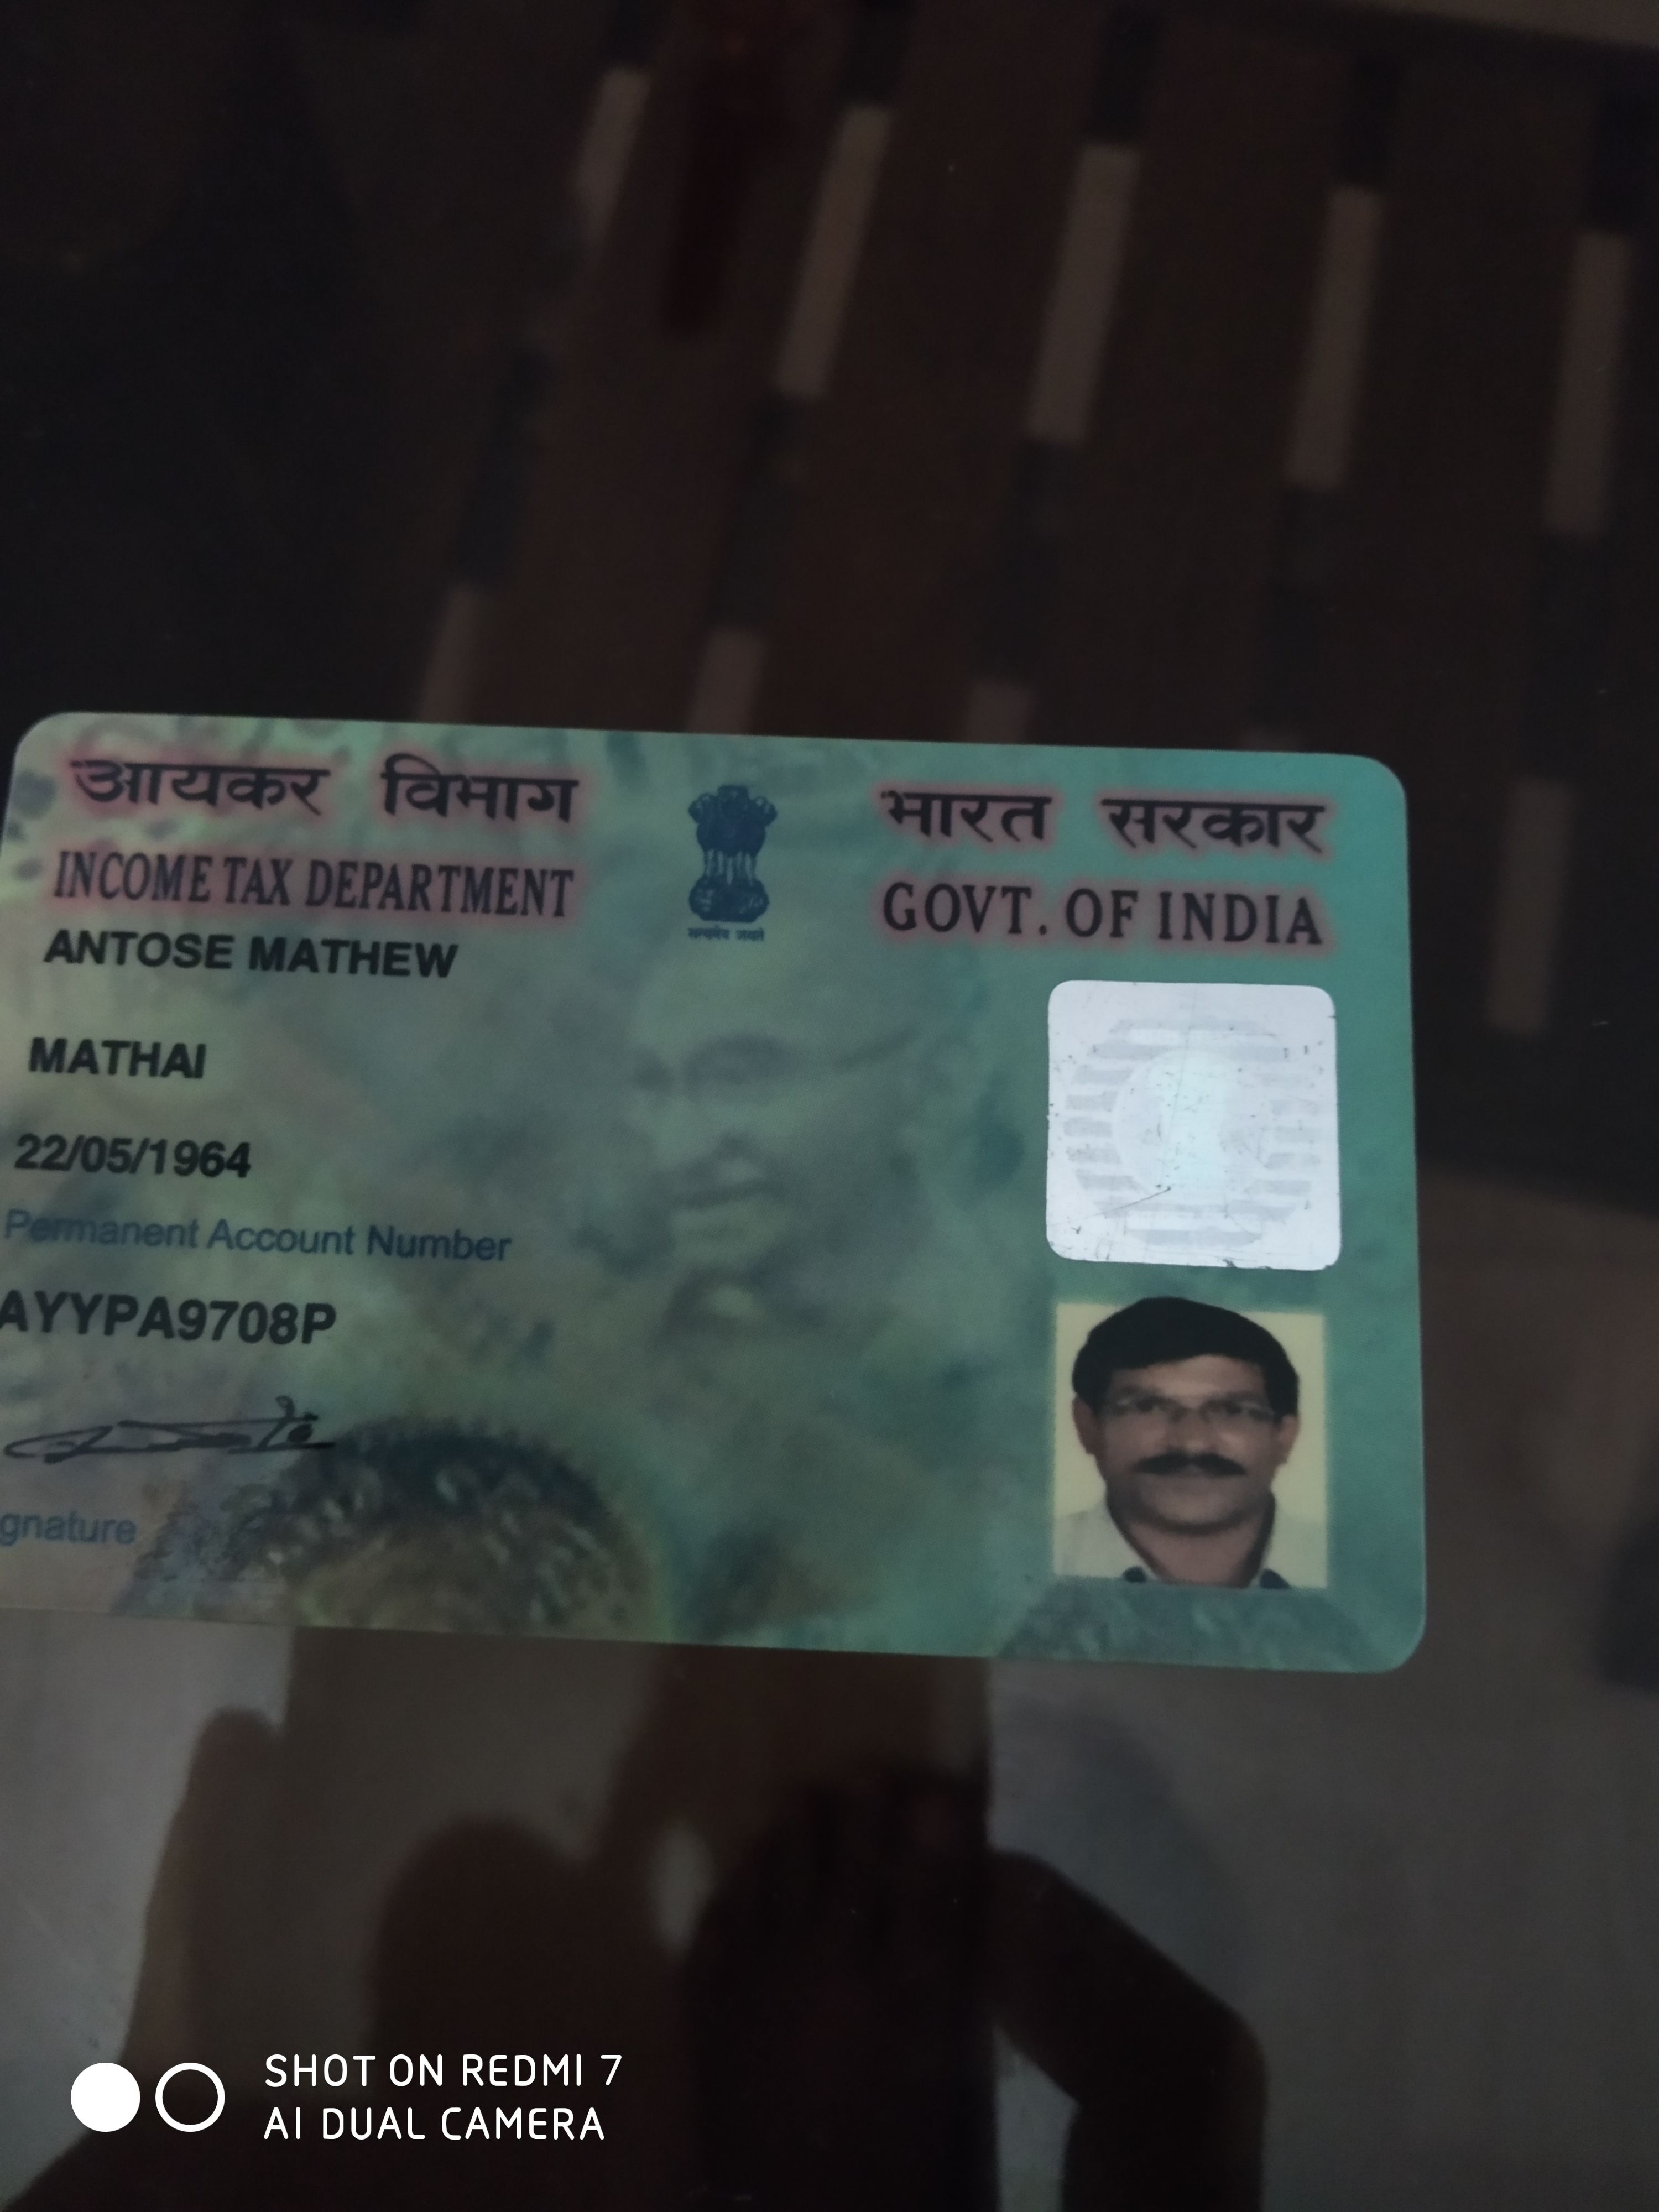 आयकर विभाग
INCOME TAX DEPARTMENT
सत्यमेव जयते
भारत सरकार
GOVT. OF INDIA
ANTOSE MATHEW
MATHAI
22/05/1964
Permanent Account Number
AYYPA9708P
gnature
SHOT ON REDMI 7
AI DUAL CAMERA